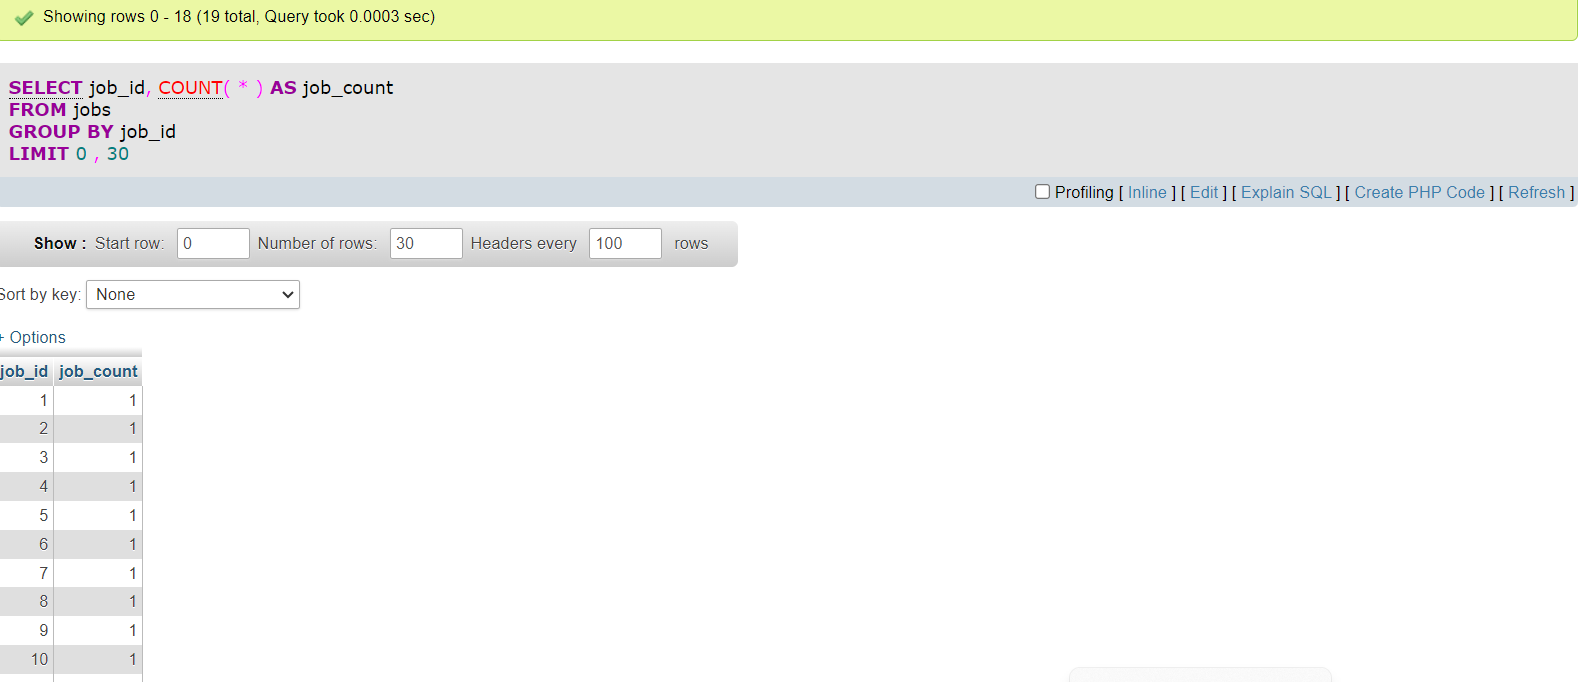 Showing rows 0 - 18 (19 total, Query took 0.0003 sec)
SELECT job_id, COUNT( * ) AS job_count
FROM jobs
GROUP BY job_id
LIMIT 0 , 30
Profiling [ Inline ] [ Edit ] [ Explain SQL ] [ Create PHP Code ] [ Refresh ]
Show : Start row: 0 Number of rows: 30 Headers every 100 rows
Sort by key: None
+ Options
job_id job_count
1 1
2 1
3 1
4 1
5 1
6 1
7 1
8 1
9 1
10 1